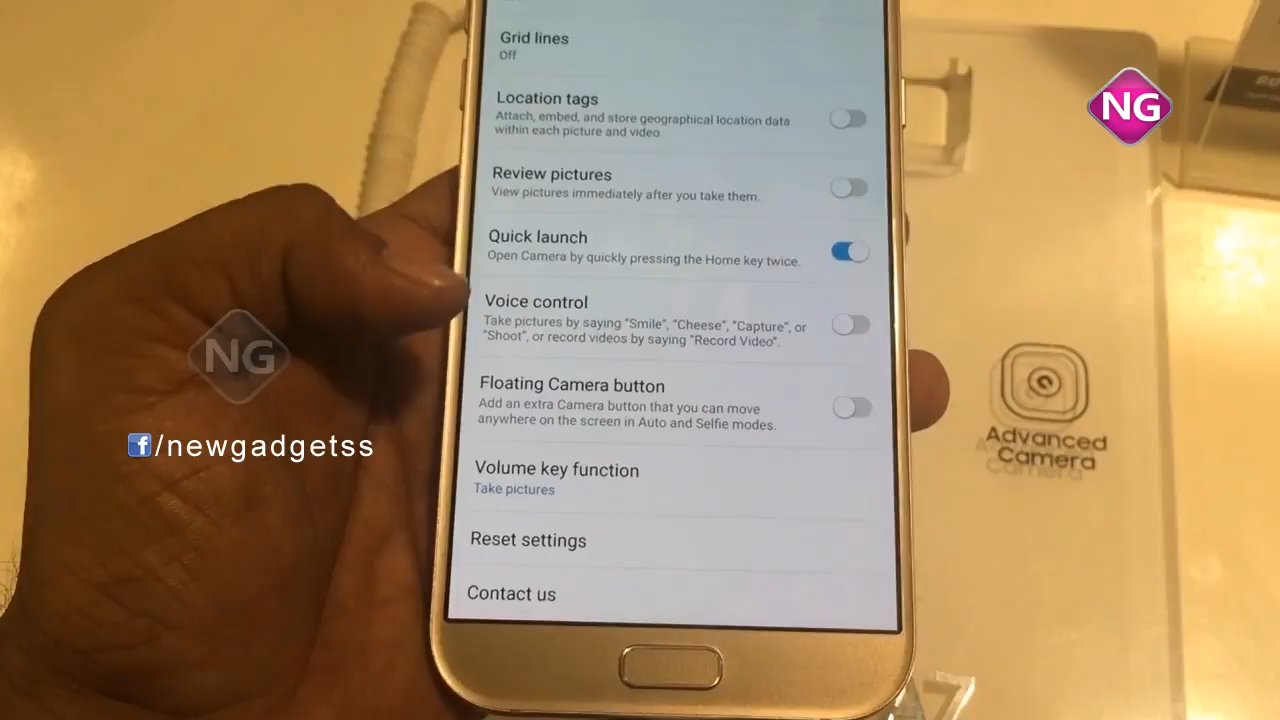 Grid lines
Off
Location tags
Attach, embed, and store geographical location data
within each picture and video.
Review pictures
View pictures immediately after you take them.
Quick launch
Open Camera by quickly pressing the Home key twice.
Voice control
Take pictures by saying "Smile", "Cheese", "Capture", or
"Shoot", or record videos by saying "Record Video".
Floating Camera button
Add an extra Camera button that you can move
anywhere on the screen in Auto and Selfie modes.
Volume key function
Take pictures
Reset settings
Contact us
NG
NG
f/newgadgetss
Advanced
Camera
7